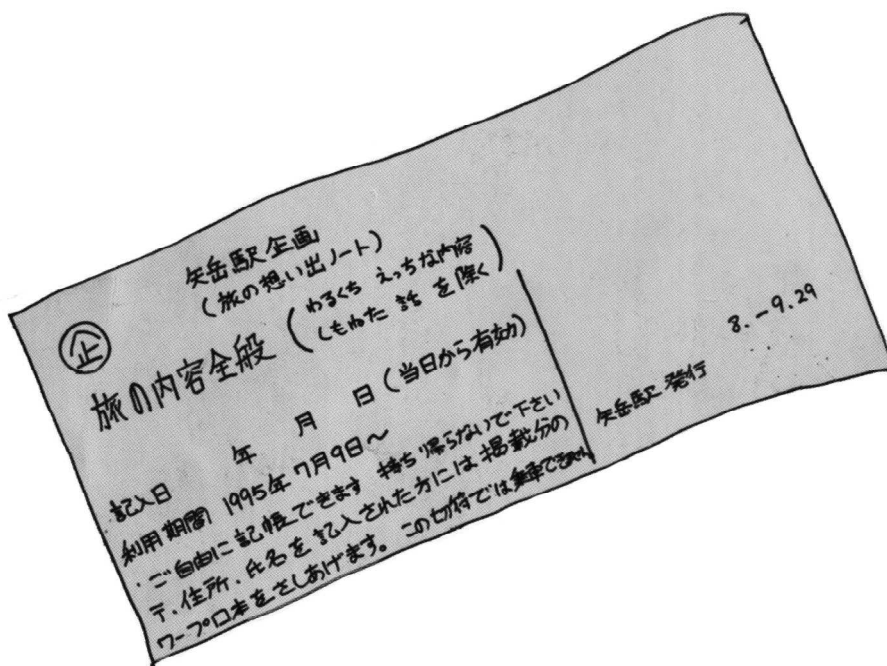 矢岳駅企画
(旅の想い出ノート)
企
旅の内容全般
(わるくち えっちな内容
しもねた 話 を除く)
年 月 日(当日から有効)
記入日
利用期間 1995年7月9日〜
・ご自由に記帳できます 持ち帰らないで下さい
〒.住所.氏名を記入された方には掲載分の
ワープロ本をさしあげます。この切符では乗車できません
8.-9.29
矢岳駅発行